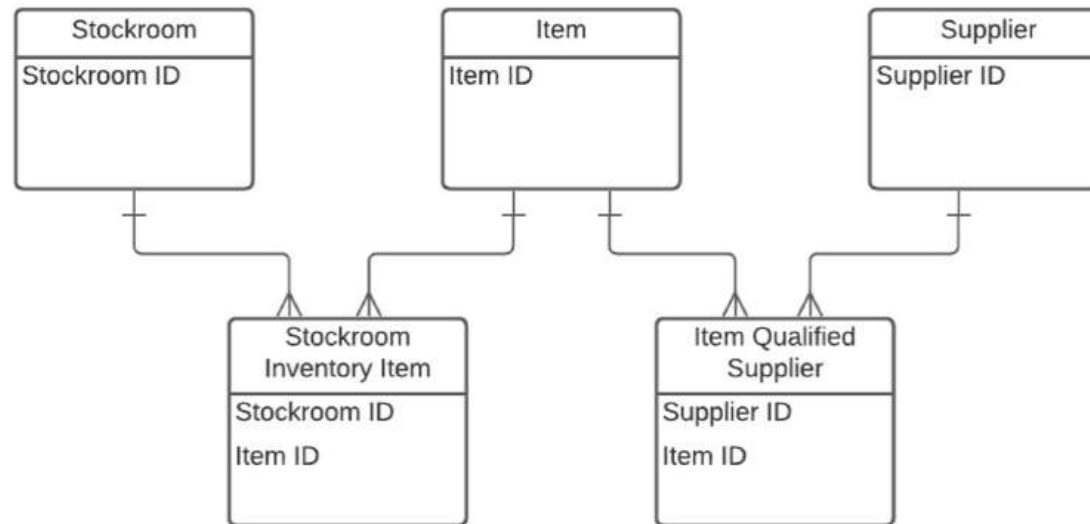 Stockroom
Stockroom ID
Item
Item ID
Supplier
Supplier ID
Stockroom
Inventory Item
Stockroom ID
Item ID
Item Qualified
Supplier
Supplier ID
Item ID